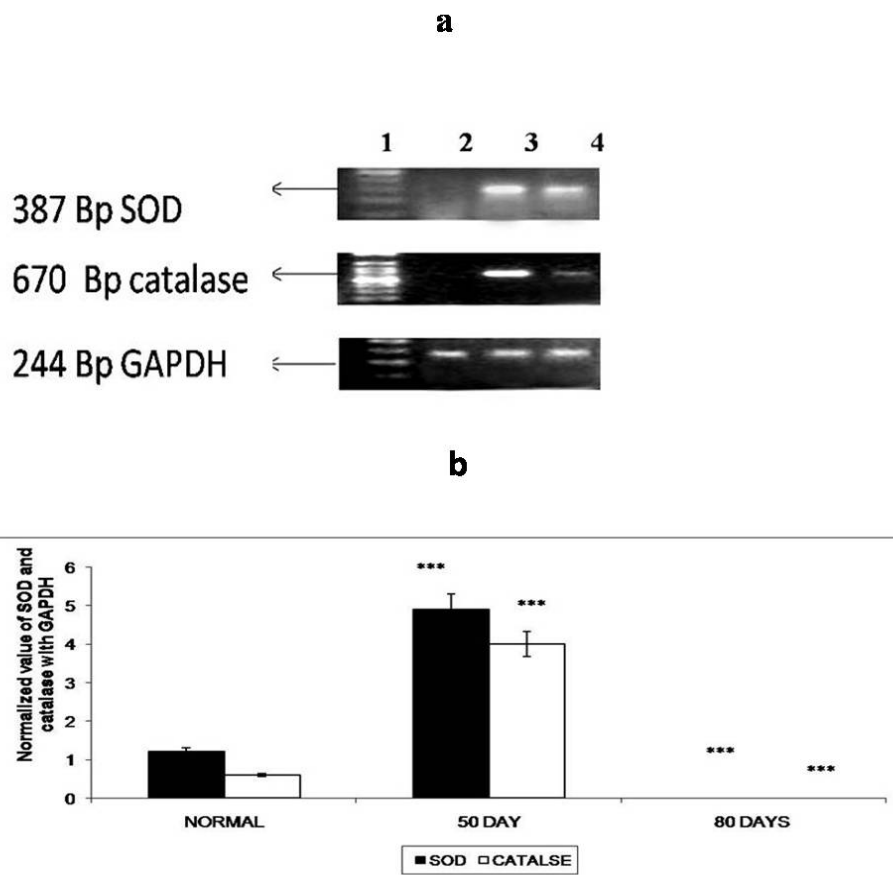 a
1 2 3 4
387 Bp SOD
670 Bp catalase
244 Bp GAPDH
b
Normalized value of SOD and
catalase with GAPDH
6
5
4
3
2
1
0
***
***
***
***
NORMAL 50 DAY 80 DAYS
SOD CATALSE